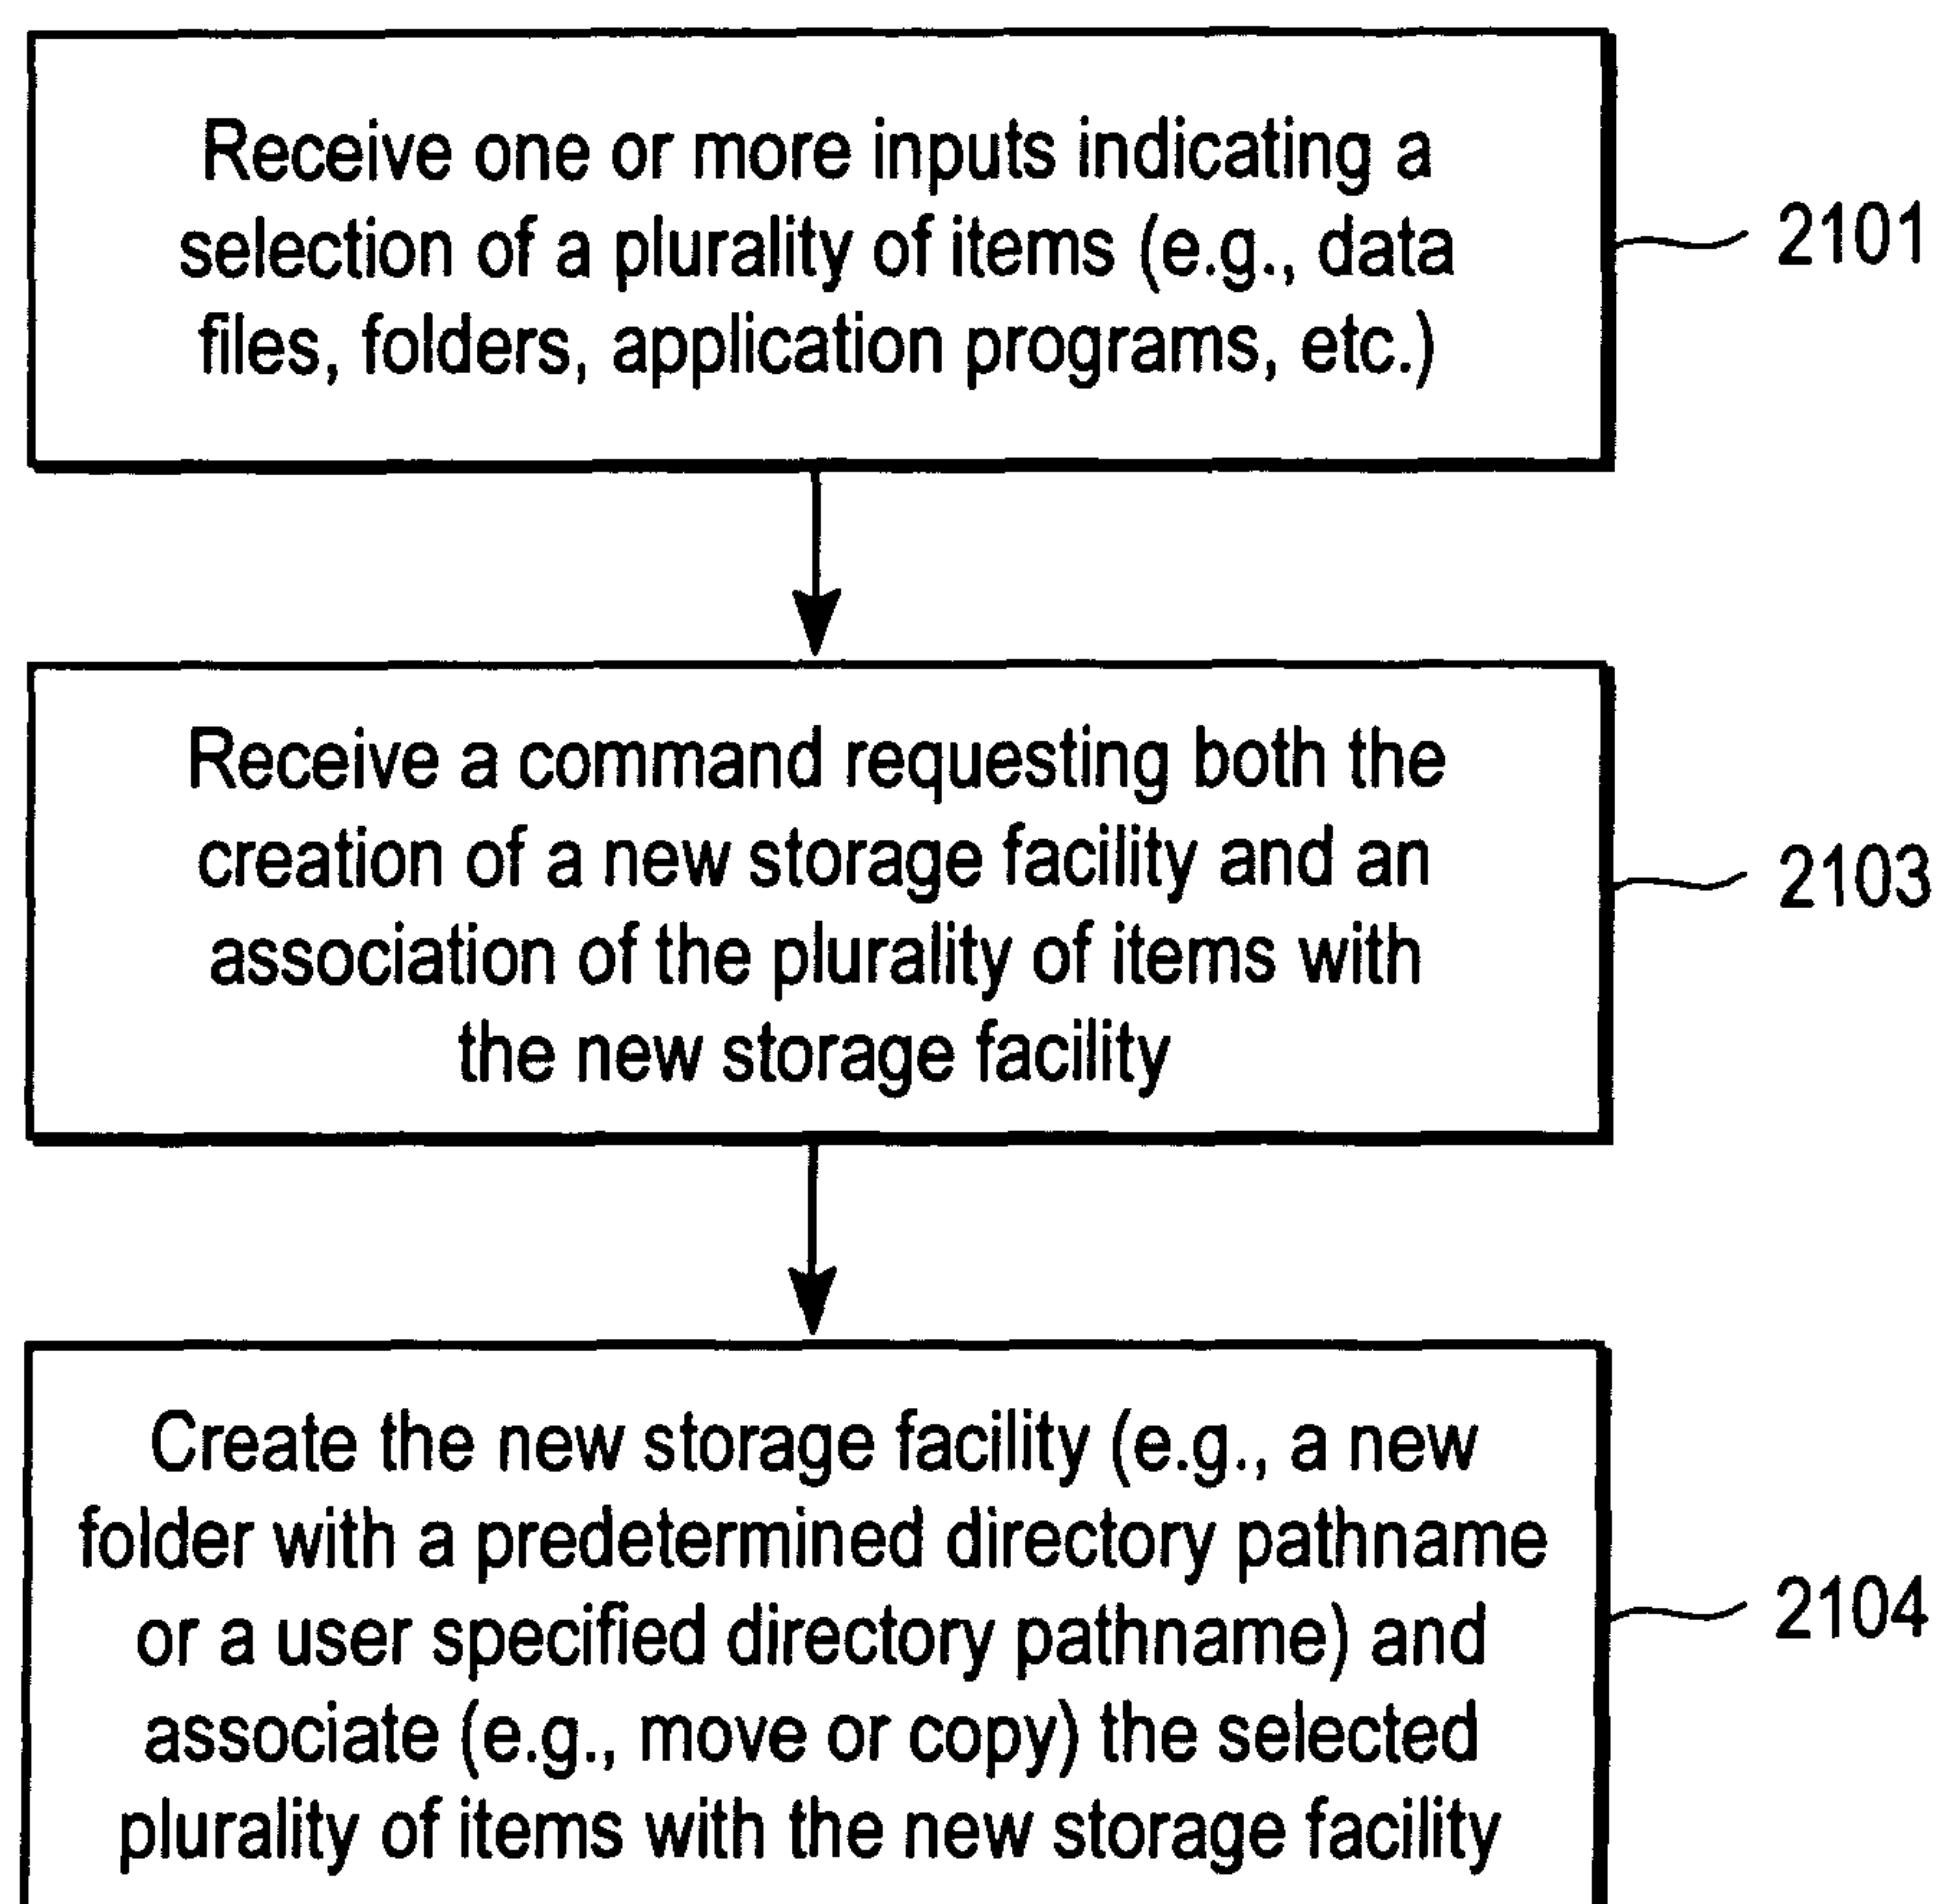 Receive one or more inputs indicating a
selection of a plurality of items (e.g., data
files, folders, application programs, etc.)
2101
Receive a command requesting both the
creation of a new storage facility and an
association of the plurality of items with
the new storage facility
2103
Create the new storage facility (e.g., a new
folder with a predetermined directory pathname
or a user specified directory pathname) and
associate (e.g., move or copy) the selected
plurality of items with the new storage facility
2104